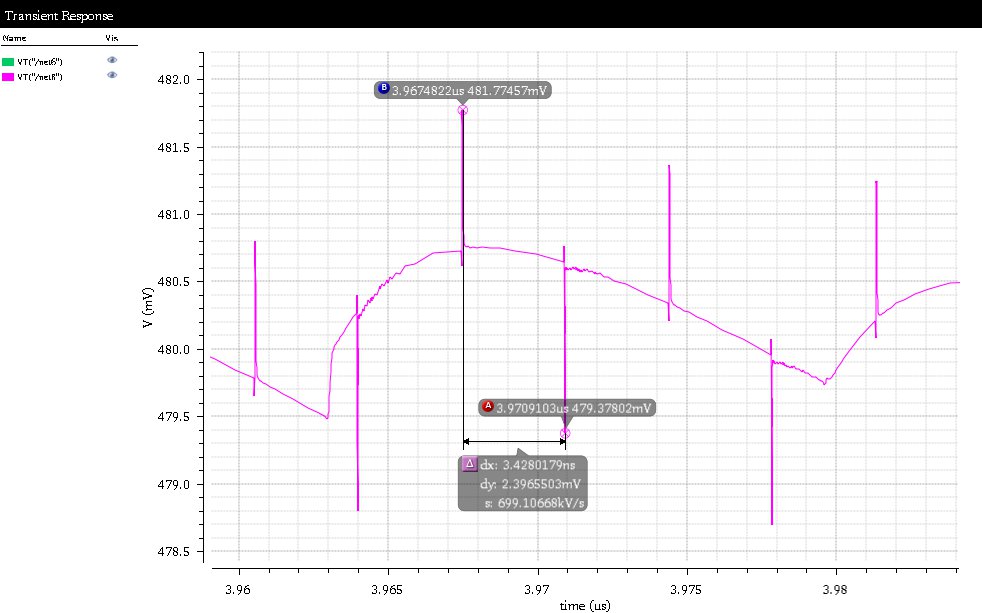 Transient Response
Name Vis
VT("/net6")
VT("/net8")
482.0
481.5
481.0
480.5
480.0
479.5
479.0
478.5
V (mV)
B 3.9674822us 481.77457mV
A 3.9709103us 479.37802mV
Δ dx: 3.4280179ns
dy: 2.3965503mV
s: 699.10668kV/s
3.96 3.965 3.97 3.975 3.98
time (us)